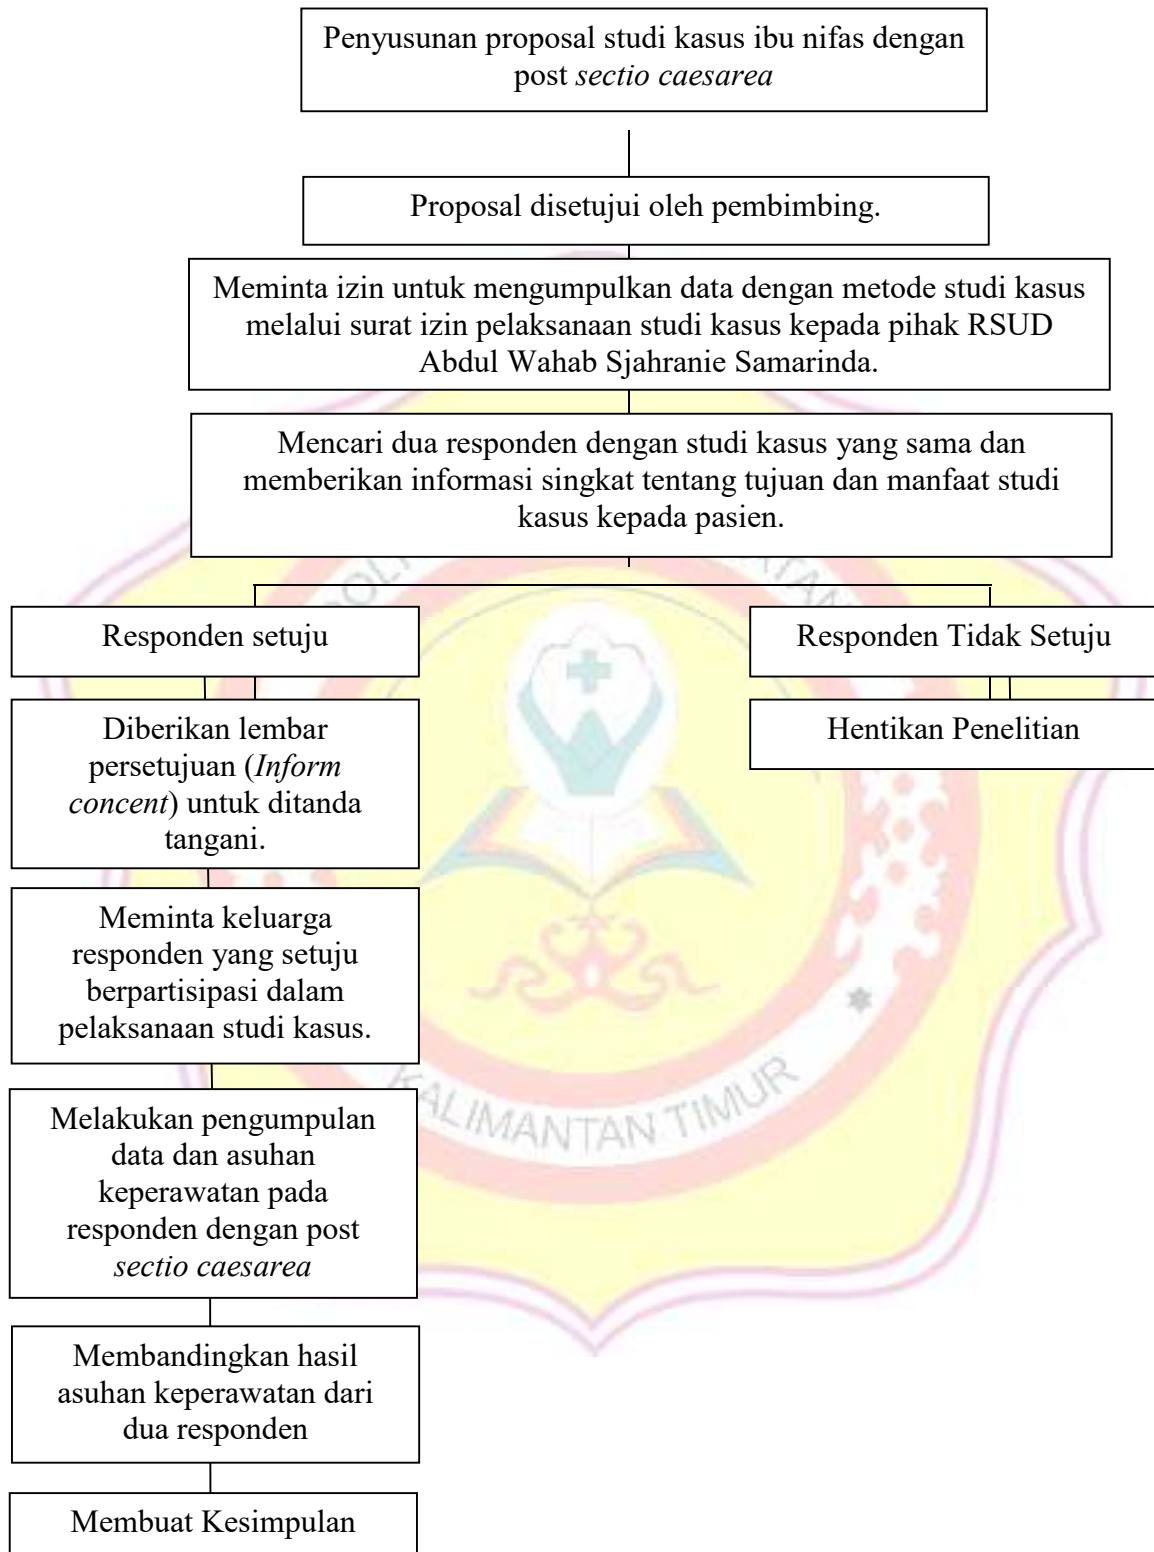 Penyusunan proposal studi kasus ibu nifas dengan
post sectio caesarea
Proposal disetujui oleh pembimbing.
Meminta izin untuk mengumpulkan data dengan metode studi kasus
melalui surat izin pelaksanaan studi kasus kepada pihak RSUD
Abdul Wahab Sjahranie Samarinda.
Mencari dua responden dengan studi kasus yang sama dan
memberikan informasi singkat tentang tujuan dan manfaat studi
kasus kepada pasien.
Responden setuju
Responden Tidak Setuju
Diberikan lembar
persetujuan (Inform
concent) untuk ditanda
tangani.
Hentikan Penelitian
Meminta keluarga
responden yang setuju
berpartisipasi dalam
pelaksanaan studi kasus.
Melakukan pengumpulan
data dan asuhan
keperawatan pada
responden dengan post
sectio caesarea
Membandingkan hasil
asuhan keperawatan dari
dua responden
Membuat Kesimpulan
KALIMANTAN TIMUR